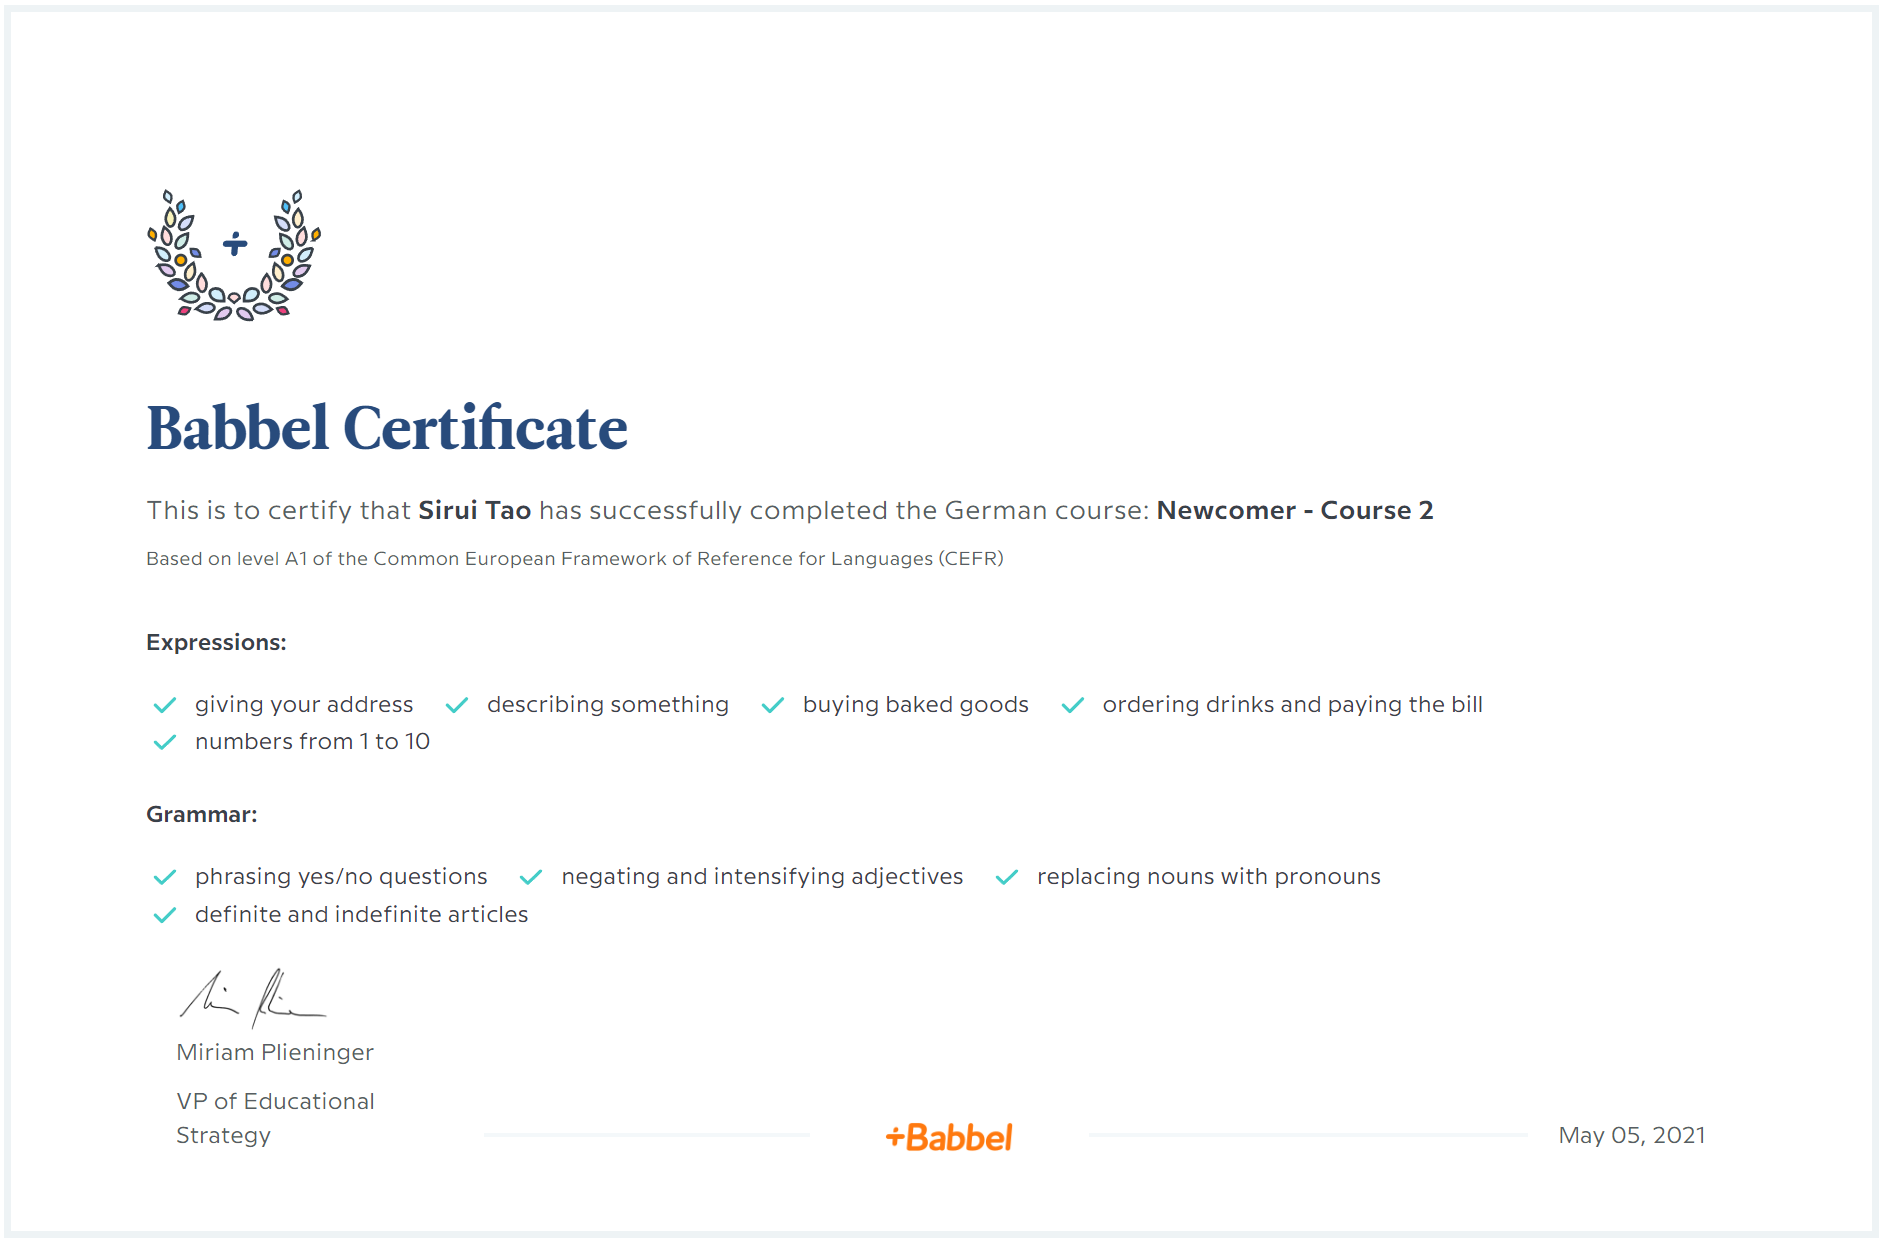 Babbel Certificate
This is to certify that Sirui Tao has successfully completed the German course: Newcomer - Course 2
Based on level A1 of the Common European Framework of Reference for Languages (CEFR)
Expressions:
giving your address describing something buying baked goods ordering drinks and paying the bill
numbers from 1 to 10
Grammar:
phrasing yes/no questions negating and intensifying adjectives replacing nouns with pronouns
definite and indefinite articles
Miriam Plieninger
VP of Educational
Strategy
+Babbel
May 05, 2021